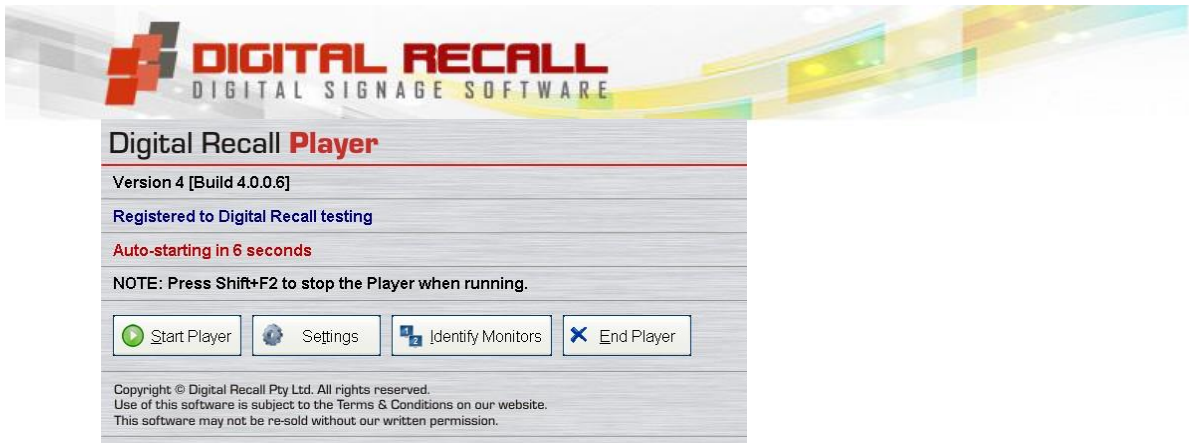 DIGITAL RECALL
DIGITAL SIGNAGE SOFTWARE
Digital Recall Player
Version 4 [Build 4.0.0.6]
Registered to Digital Recall testing
Auto-starting in 6 seconds
NOTE: Press Shift+F2 to stop the Player when running.
Start Player Settings 1 2 Identify Monitors End Player
Copyright © Digital Recall Pty Ltd. All rights reserved.
Use of this software is subject to the Terms & Conditions on our website.
This software may not be re-sold without our written permission.